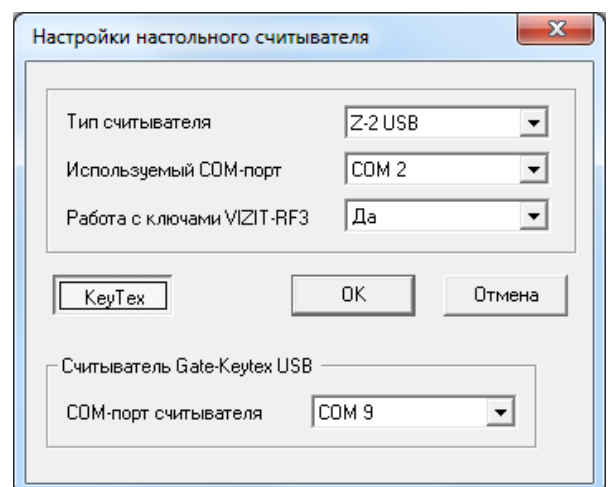 Настройки настольного считывателя
Тип считывателя Z-2 USB
Используемый COM-порт COM 2
Работа с ключами VIZIT-RF3 Да
KeyTex OK Отмена
Считыватель Gate-Keytex USB
COM-порт считывателя COM 9